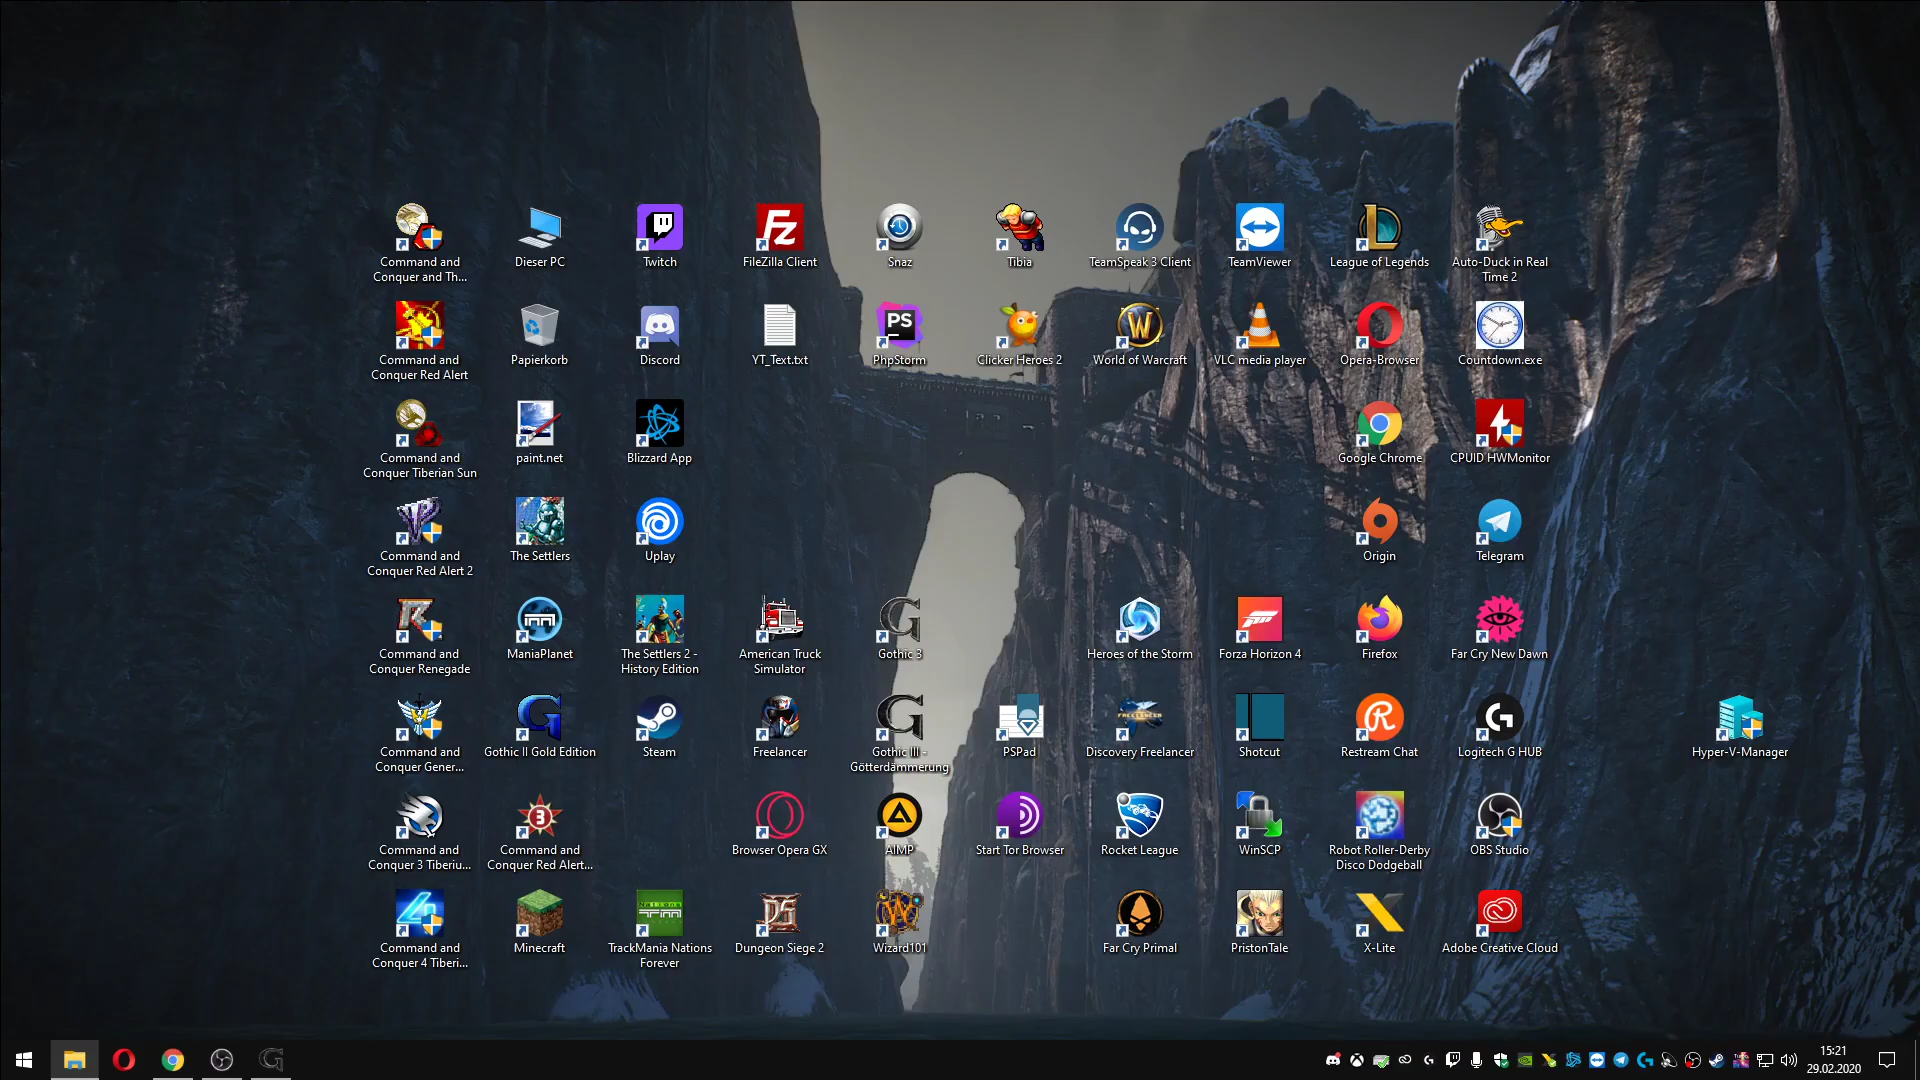 Command and
Conquer and Th...
Dieser PC
Twitch
FileZilla Client
Snaz
Tibia
TeamSpeak 3 Client
TeamViewer
League of Legends
Auto-Duck in Real
Time 2
Command and
Conquer Red Alert
Papierkorb
Discord
YT_Text.txt
PhpStorm
Clicker Heroes 2
World of Warcraft
VLC media player
Opera-Browser
Countdown.exe
Command and
Conquer Tiberian Sun
paint.net
Blizzard App
Google Chrome
CPUID HWMonitor
Command and
Conquer Red Alert 2
The Settlers
Uplay
Origin
Telegram
Command and
Conquer Renegade
ManiaPlanet
The Settlers 2 -
History Edition
American Truck
Simulator
Gothic 3
Heroes of the Storm
Forza Horizon 4
Firefox
Far Cry New Dawn
Command and
Conquer Gener...
Gothic II Gold Edition
Steam
Freelancer
Gothic III -
Götterdämmerung
PSPad
Discovery Freelancer
Shotcut
Restream Chat
Logitech G HUB
Hyper-V-Manager
Command and
Conquer 3 Tiberiu...
Command and
Conquer Red Alert...
Browser Opera GX
AIMP
Start Tor Browser
Rocket League
WinSCP
Robot Roller-Derby
Disco Dodgeball
OBS Studio
Command and
Conquer 4 Tiberi...
Minecraft
TrackMania Nations
Forever
Dungeon Siege 2
Wizard101
Far Cry Primal
PristonTale
X-Lite
Adobe Creative Cloud
15:21
29.02.2020